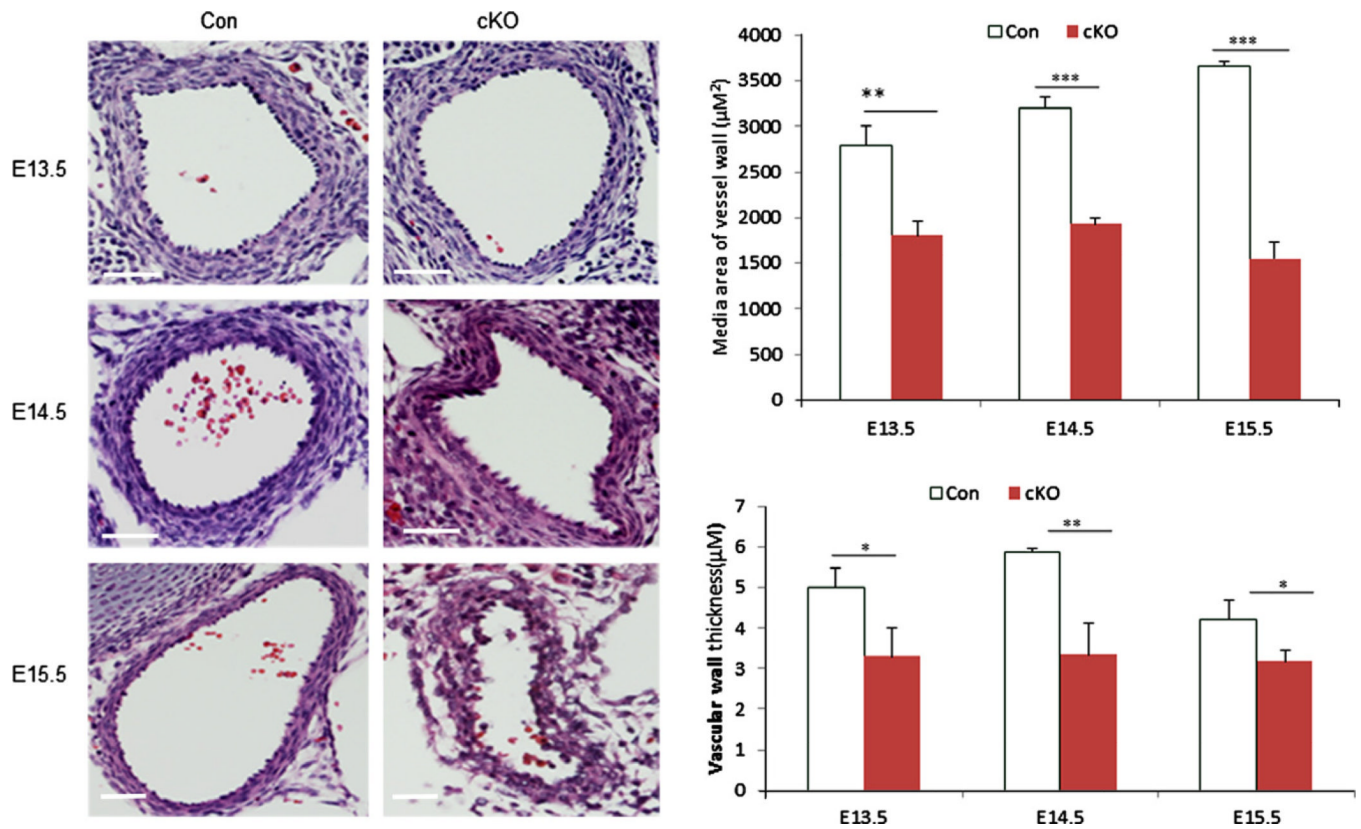 Con cKO
E13.5
E14.5
E15.5
Con cKO
Media area of vessel wall (µM²)
4000
3500
3000
2500
2000
1500
1000
500
0
** *** ***
E13.5 E14.5 E15.5
Con cKO
Vascular wall thickness(µM)
7
6
5
4
3
2
1
0
* ** *
E13.5 E14.5 E15.5